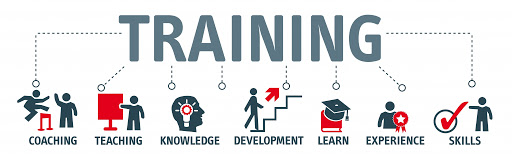 TRAINING
COACHING TEACHING KNOWLEDGE DEVELOPMENT LEARN EXPERIENCE SKILLS